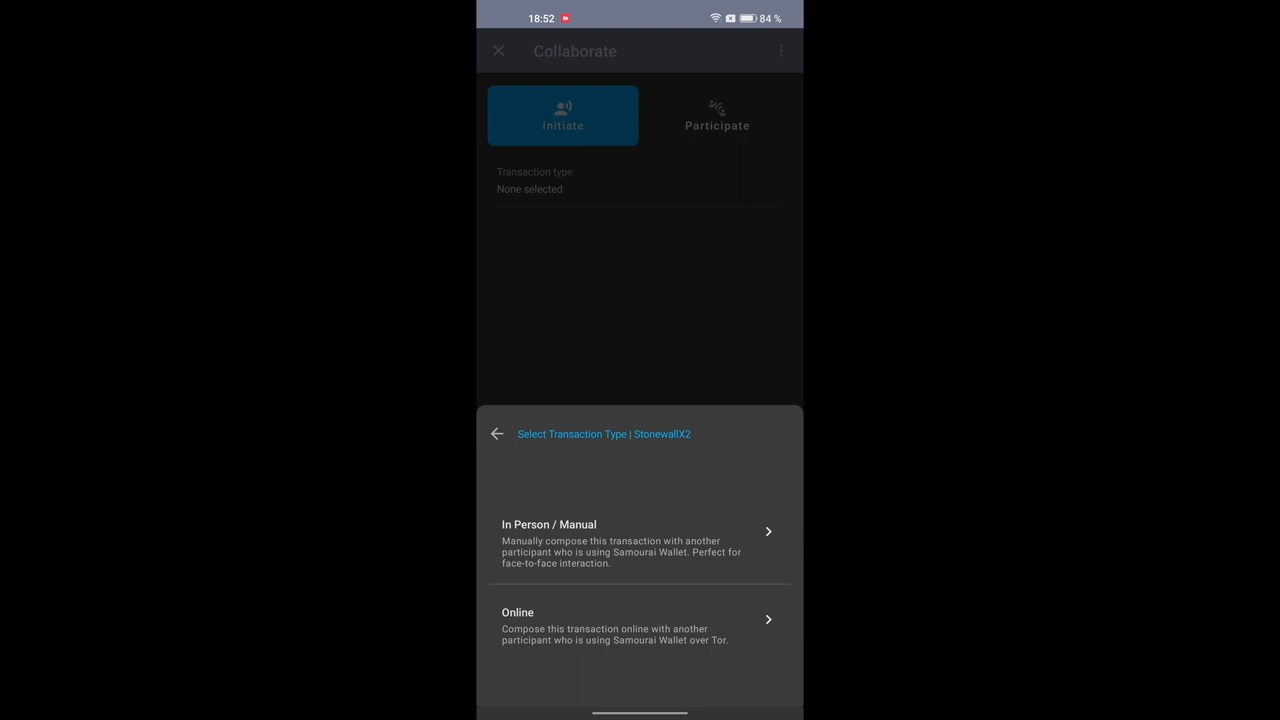 18:52
84 %
Collaborate
Initiate
Participate
Transaction type
None selected
Select Transaction Type | StonewallX2
In Person / Manual
Manually compose this transaction with another
participant who is using Samourai Wallet. Perfect for
face-to-face interaction.
Online
Compose this transaction online with another
participant who is using Samourai Wallet over Tor.